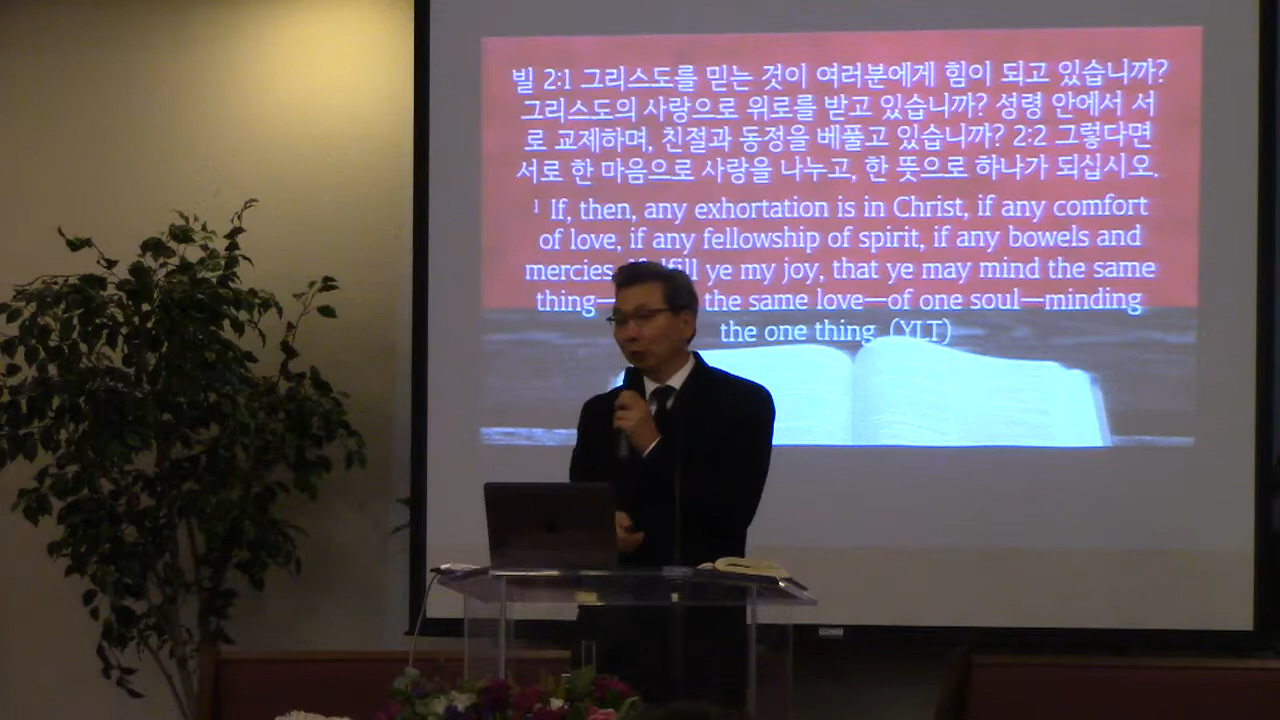 빌 2:1 그리스도를 믿는 것이 여러분에게 힘이 되고 있습니까?
그리스도의 사랑으로 위로를 받고 있습니까? 성령 안에서 서
로 교제하며, 친절과 동정을 베풀고 있습니까? 2:2 그렇다면
서로 한 마음으로 사랑을 나누고, 한 뜻으로 하나가 되십시오.
1 If, then, any exhortation is in Christ, if any comfort
of love, if any fellowship of spirit, if any bowels and
mercies, ye my joy, that ye may mind the same
thing— the same love—of one soul—minding
the one thing. (YLT)